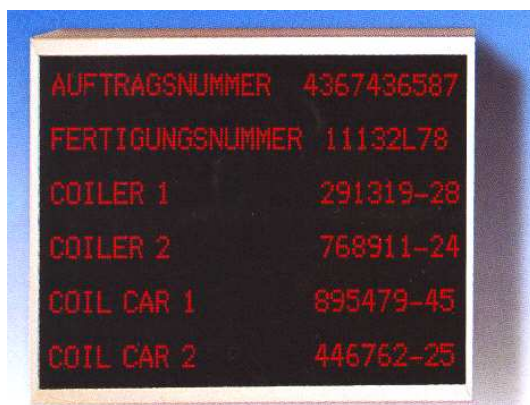 AUFTRAGSNUMMER 4367436587
FERTIGUNGSNUMMER 11132L78
COILER 1 291319-28
COILER 2 768911-24
COIL CAR 1 895479-45
COIL CAR 2 446762-25